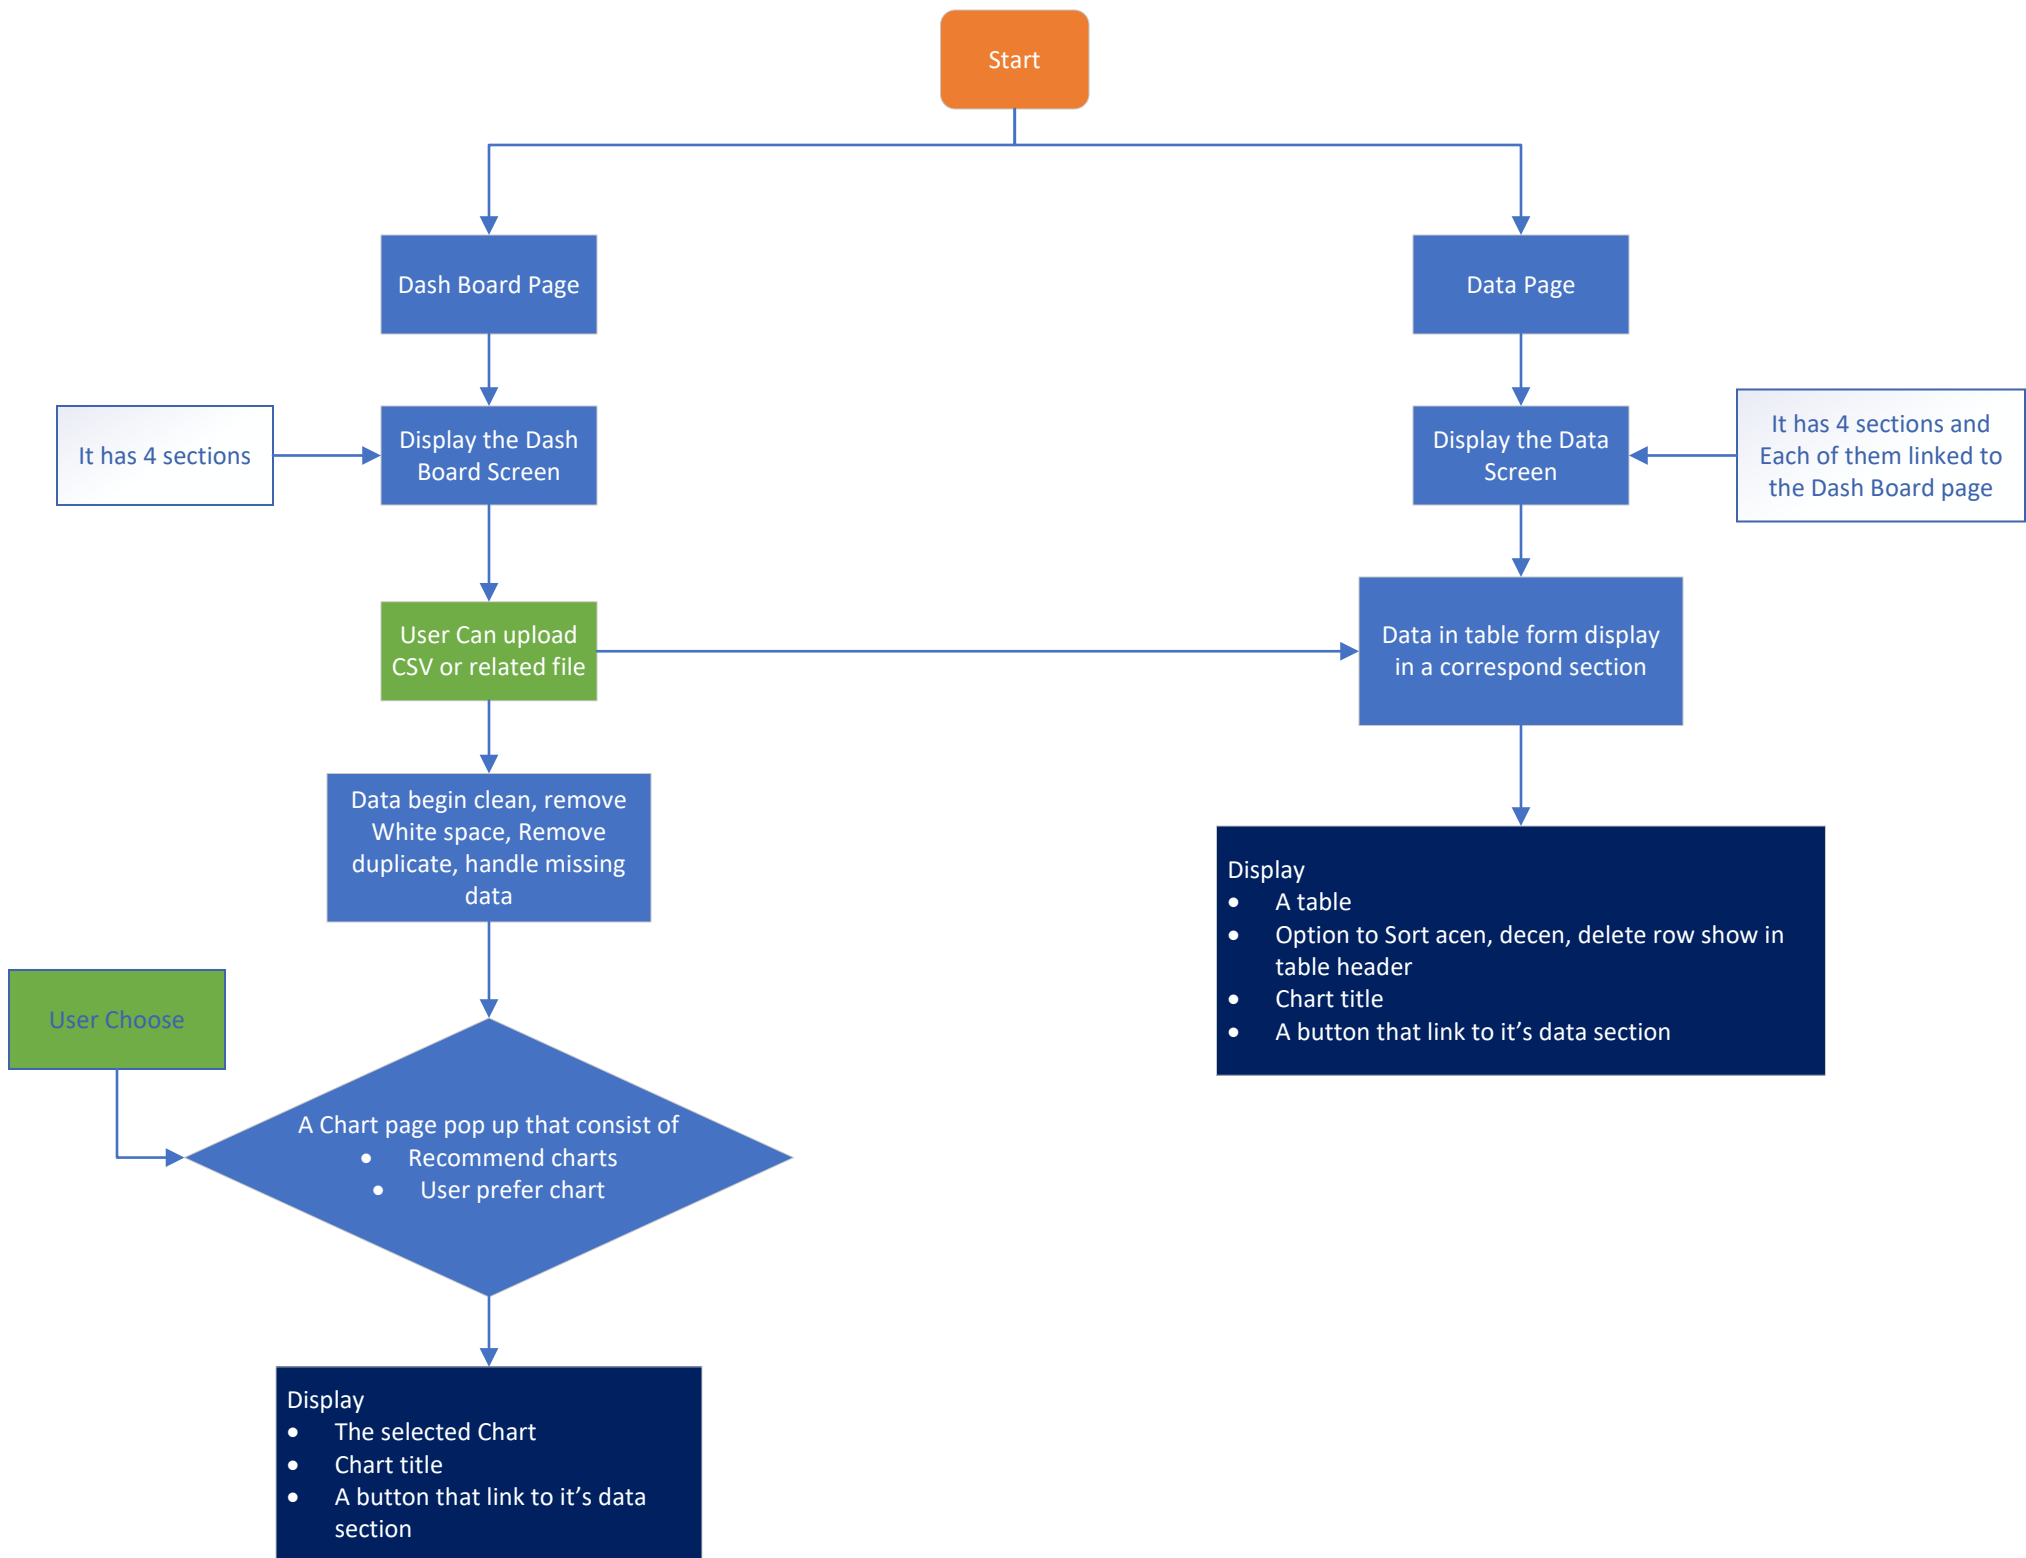 Start
Dash Board Page
Data Page
It has 4 sections
Display the Dash
Board Screen
Display the Data
Screen
It has 4 sections and
Each of them linked to
the Dash Board page
User Can upload
CSV or related file
Data in table form display
in a correspond section
Data begin clean, remove
White space, Remove
duplicate, handle missing
data
Display
• A table
• Option to Sort acen, decen, delete row show in
table header
• Chart title
• A button that link to it’s data section
User Choose
A Chart page pop up that consist of
• Recommend charts
• User prefer chart
Display
• The selected Chart
• Chart title
• A button that link to it’s data
section